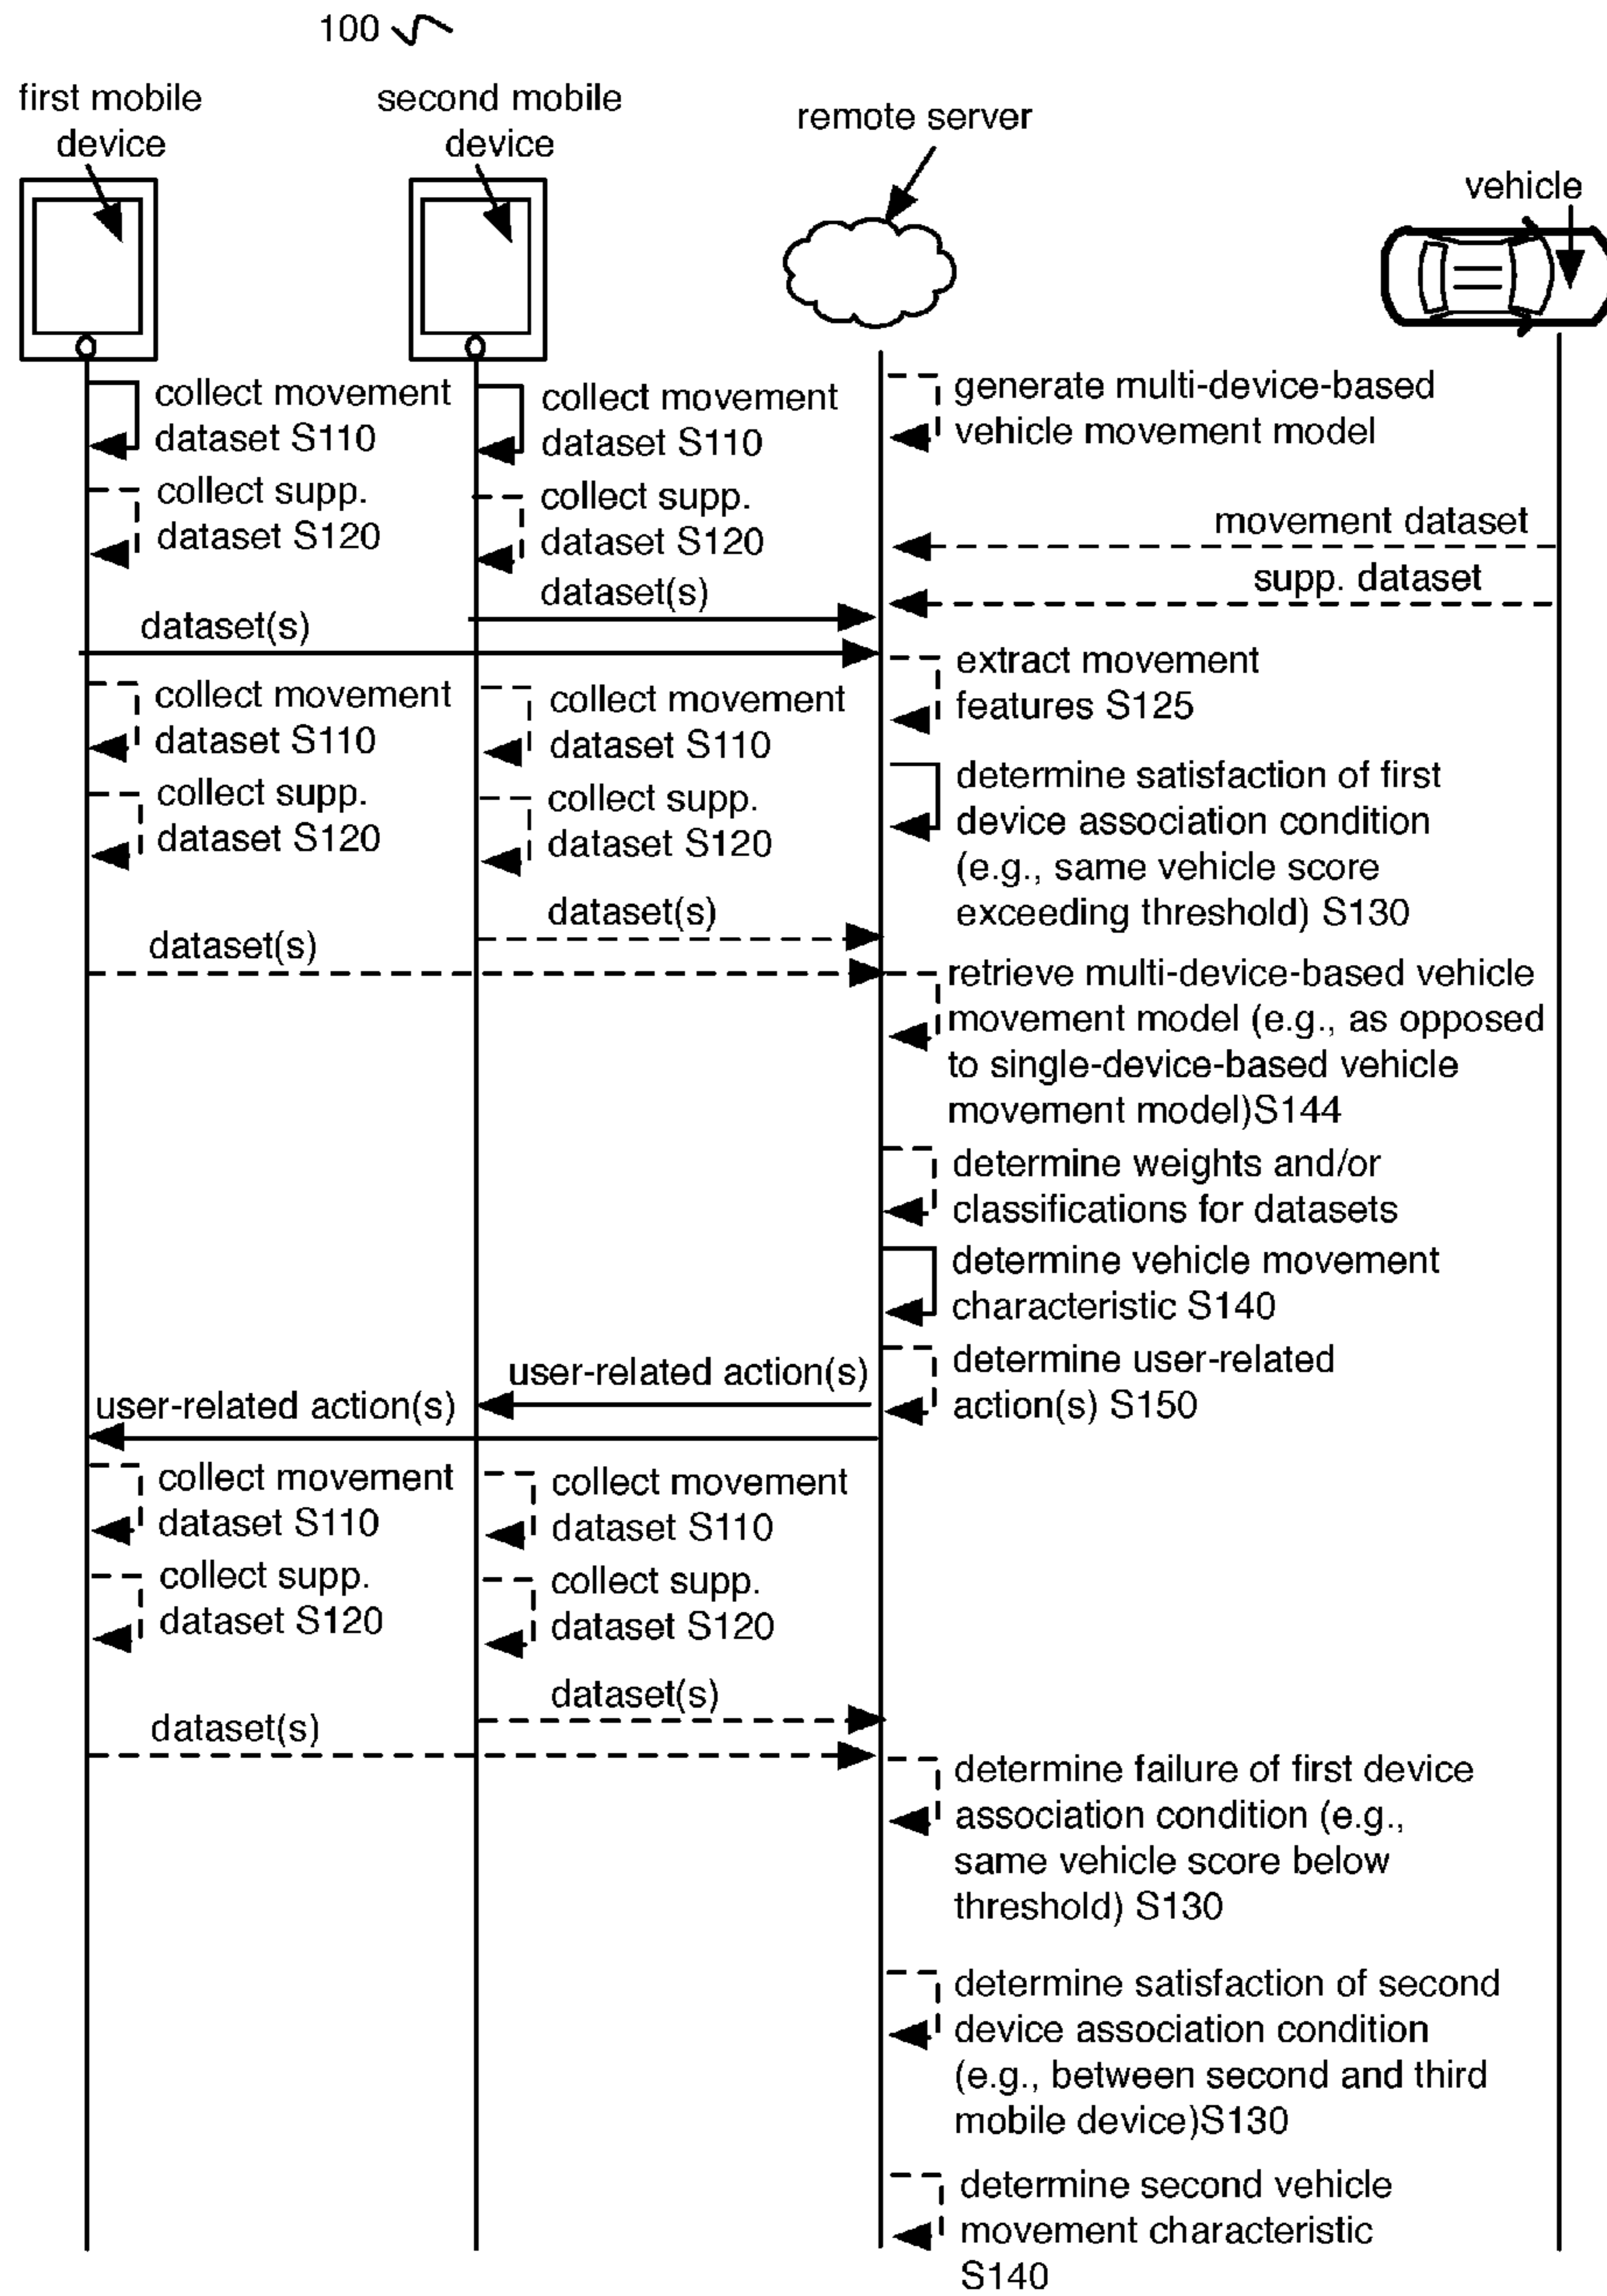 100
first mobile
device
second mobile
device
remote server
vehicle
collect movement
dataset S110
collect movement
dataset S110
generate multi-device-based
vehicle movement model
collect supp.
dataset S120
collect supp.
dataset S120
movement dataset
supp. dataset
dataset(s)
dataset(s)
extract movement
features S125
collect movement
dataset S110
collect movement
dataset S110
determine satisfaction of first
device association condition
(e.g., same vehicle score
exceeding threshold) S130
collect supp.
dataset S120
collect supp.
dataset S120
dataset(s)
dataset(s)
retrieve multi-device-based vehicle
movement model (e.g., as opposed
to single-device-based vehicle
movement model)S144
determine weights and/or
classifications for datasets
determine vehicle movement
characteristic S140
determine user-related
action(s) S150
user-related action(s)
user-related action(s)
collect movement
dataset S110
collect movement
dataset S110
collect supp.
dataset S120
collect supp.
dataset S120
dataset(s)
dataset(s)
determine failure of first device
association condition (e.g.,
same vehicle score below
threshold) S130
determine satisfaction of second
device association condition
(e.g., between second and third
mobile device)S130
determine second vehicle
movement characteristic
S140